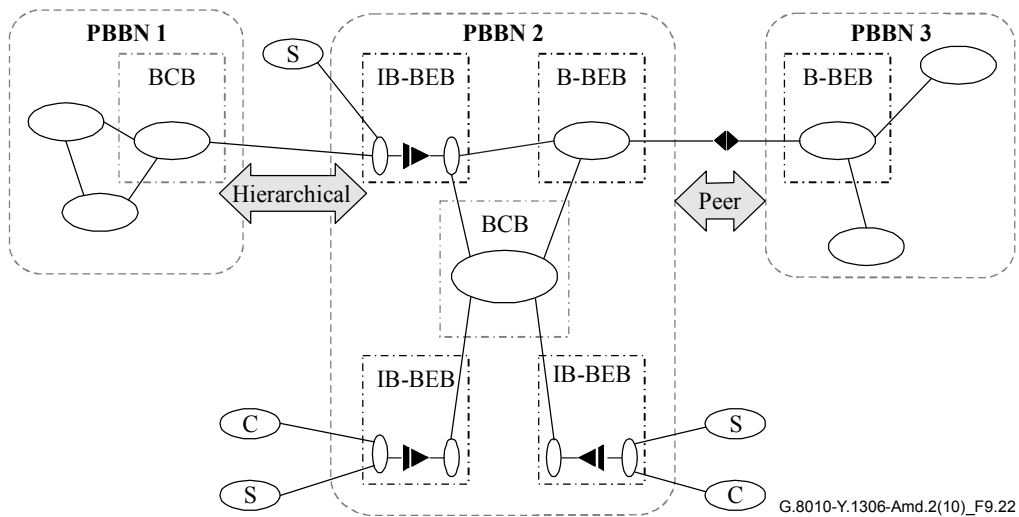 PBBN 1
PBBN 2
PBBN 3
BCB
S
IB-BEB
B-BEB
B-BEB
Hierarchical
Peer
BCB
IB-BEB
IB-BEB
C
S
S
C
G.8010-Y.1306-Amd.2(10)_F9.22